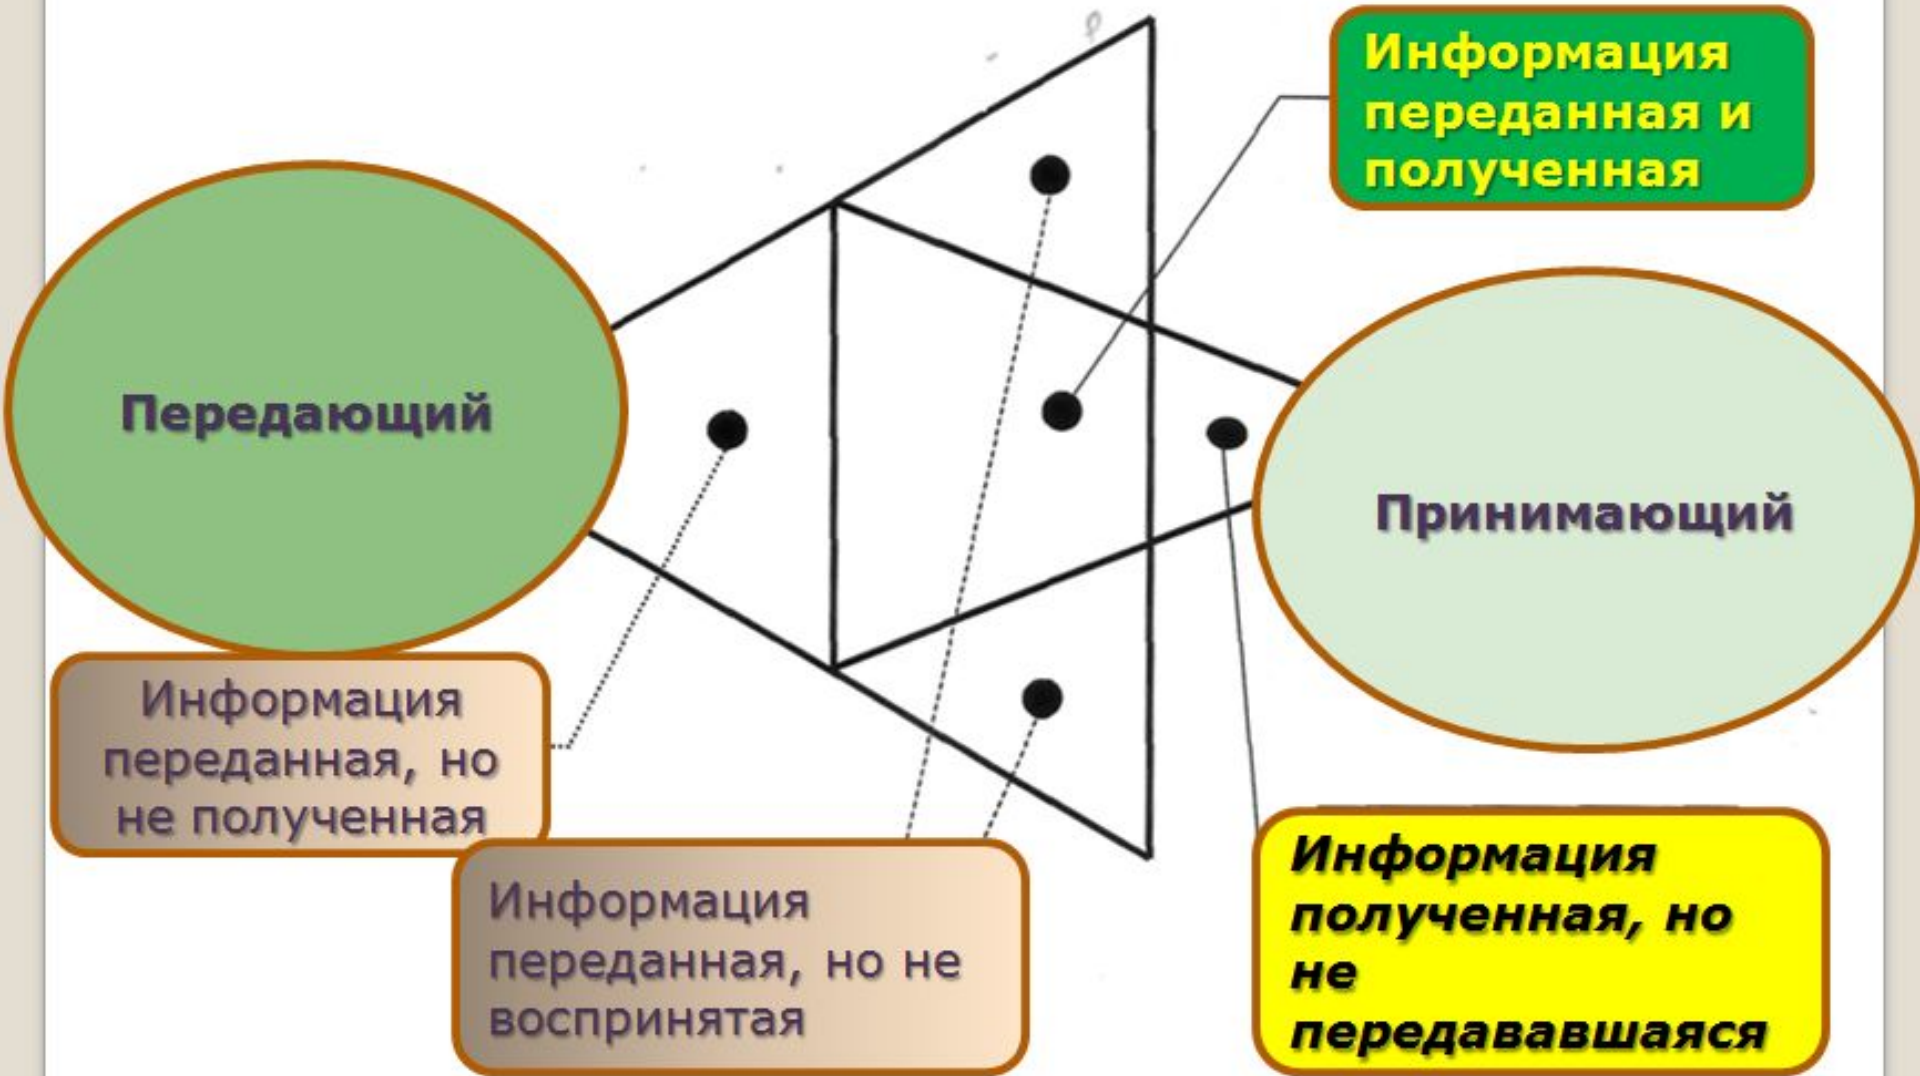 Информация
переданная и
полученная
Передающий
Принимающий
Информация
переданная, но
не полученная
Информация
переданная, но не
воспринятая
Информация
полученная, но
не
передававшаяся